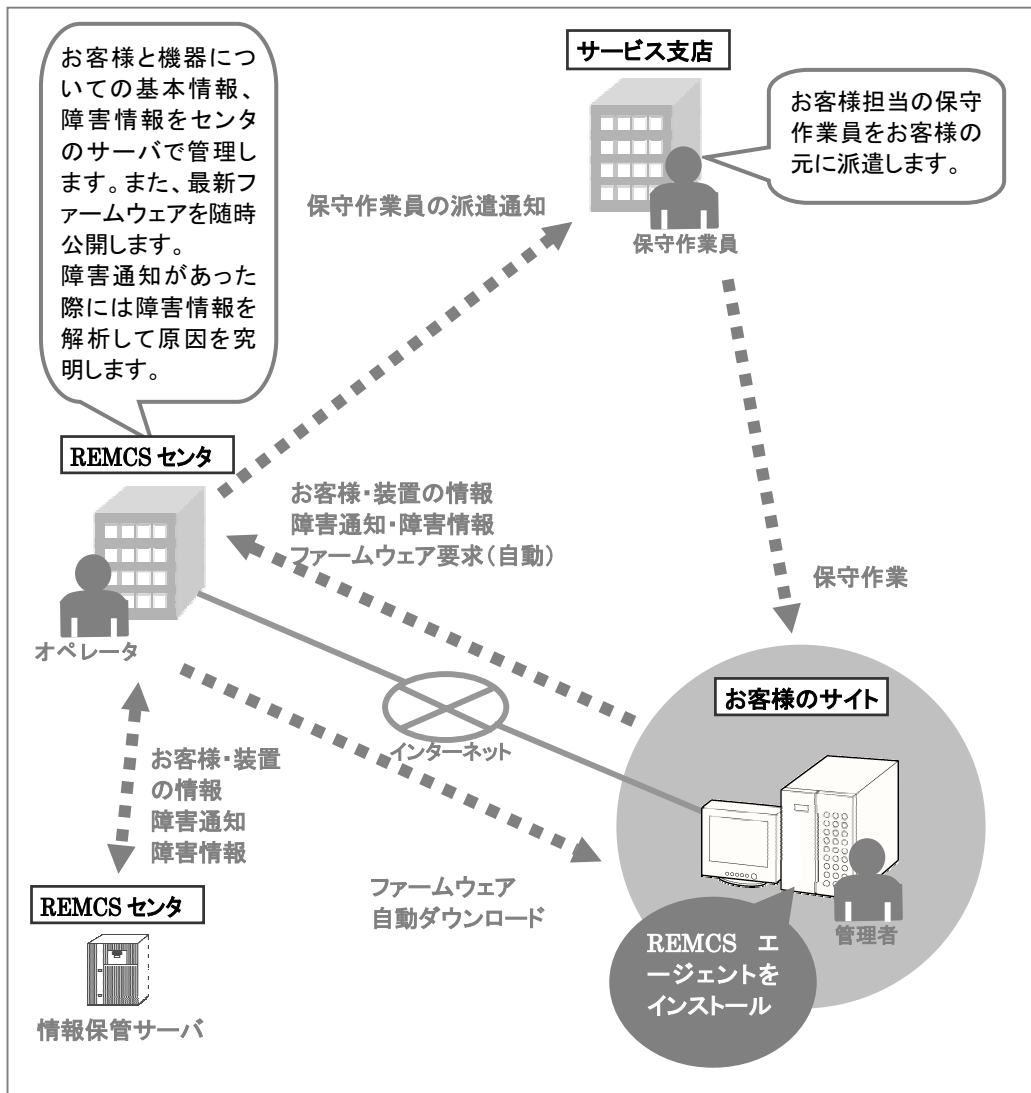 お客様と機器につ
いての基本情報、
障害情報をセンタ
のサーバで管理し
ます。また、最新フ
ァームウェアを随時
公開します。
障害通知があった
際には障害情報を
解析して原因を究
明します。
サービス支店
お客様担当の保守
作業員をお客様の
元に派遣します。
保守作業員の派遣通知
保守作業員
REMCS センタ
お客様・装置の情報
障害通知・障害情報
ファームウェア要求(自動)
保守作業
オペレータ
お客様のサイト
インターネット
お客様・装置
の情報
障害通知
障害情報
ファームウェア
自動ダウンロード
REMCS センタ
情報保管サーバ
管理者
REMCS エ
ージェントを
インストール